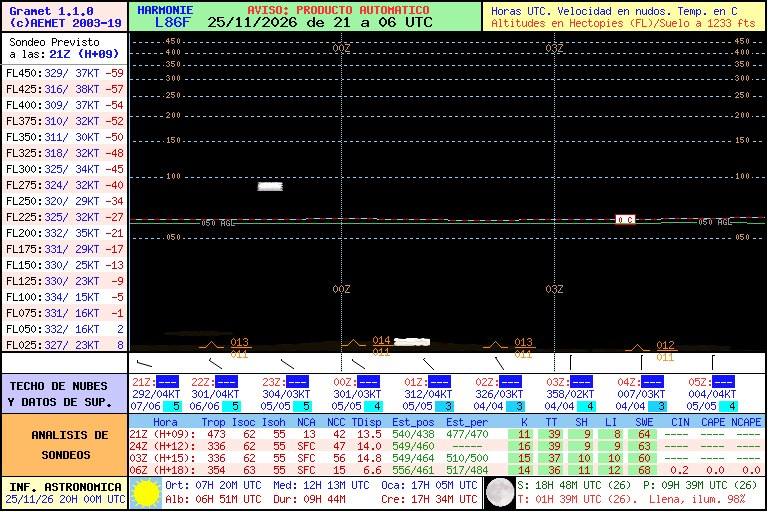 Gramet 1.1.0
(c)AEMET 2003-19
HARMONIE
L86F
AVISO: PRODUCTO AUTOMATICO
25/11/2026 de 21 a 06 UTC
Horas UTC. Velocidad en nudos. Temp. en C
Altitudes en Hectopies (FL)/Suelo a 1233 fts
Sondeo Previsto
a las: 21Z (H+09)
FL450:329/ 37KT -59
FL425:316/ 38KT -57
FL400:309/ 37KT -54
FL375:310/ 32KT -52
FL350:311/ 30KT -50
FL325:318/ 32KT -48
FL300:325/ 34KT -45
FL275:324/ 32KT -40
FL250:320/ 29KT -34
FL225:325/ 32KT -27
FL200:332/ 35KT -21
FL175:331/ 29KT -17
FL150:330/ 25KT -13
FL125:330/ 23KT -9
FL100:334/ 15KT -5
FL075:331/ 16KT -1
FL050:332/ 16KT 2
FL025:327/ 23KT 8
00Z 03Z
450 450
400 400
350 350
300 300
250 250
200 200
150 150
100 100
050 AGL 0 C 050 AGL
050 050
00Z 03Z
013 014 013 012
011 011 011 011
TECHO DE NUBES
Y DATOS DE SUP.
21Z:--- 22Z:--- 23Z:--- 00Z:--- 01Z:--- 02Z:--- 03Z:--- 04Z:--- 05Z:---
292/04KT 301/04KT 304/03KT 301/04KT 312/04KT 326/03KT 358/02KT 007/03KT 004/04KT
07/06 5 06/06 5 05/05 5 05/05 4 05/04 3 04/04 3 04/04 4 04/04 3 05/04 4
ANALISIS DE
SONDEOS
Hora Trop Isoc Isoh NCA NCC TDisp Est_pos Est_per K TT SH LI SWE CIN CAPE NCAPE
21Z (H+09): 473 62 55 13 42 13.5 540/438 477/470 11 39 9 8 64 ---- ---- ----
24Z (H+12): 336 62 55 SFC 47 14.0 549/460 ---- 16 39 9 9 63 ---- ---- ----
03Z (H+15): 336 62 55 SFC 56 14.8 549/464 510/500 15 37 10 10 60 ---- ---- ----
06Z (H+18): 354 63 55 SFC 15 6.6 556/461 517/484 14 36 11 12 68 0.2 0.0 ----
INF. ASTRONOMICA
25/11/26 20H 00M UTC
Ort: 07H 20M UTC Med: 12H 13M UTC Oca: 17H 05M UTC
Alb: 06H 51M UTC Dur: 09H 44M Cre: 17H 34M UTC
S: 18H 48M UTC (26) P: 09H 39M UTC (26)
T: 01H 39M UTC (26). Llena, ilum. 98%